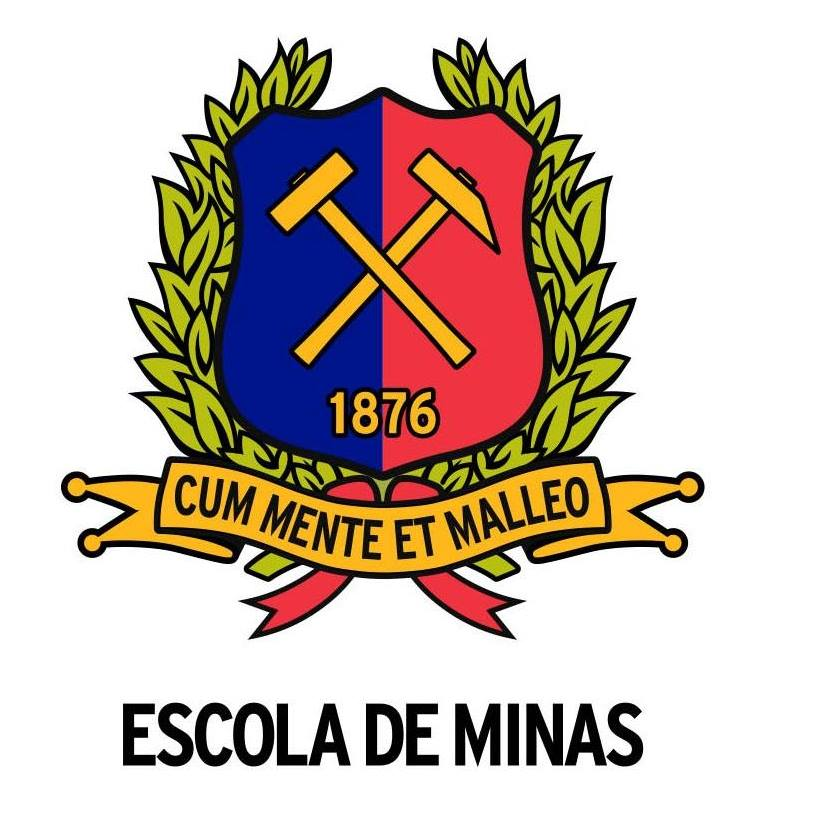 1876
CUM MENTE ET MALLEO
ESCOLA DE MINAS